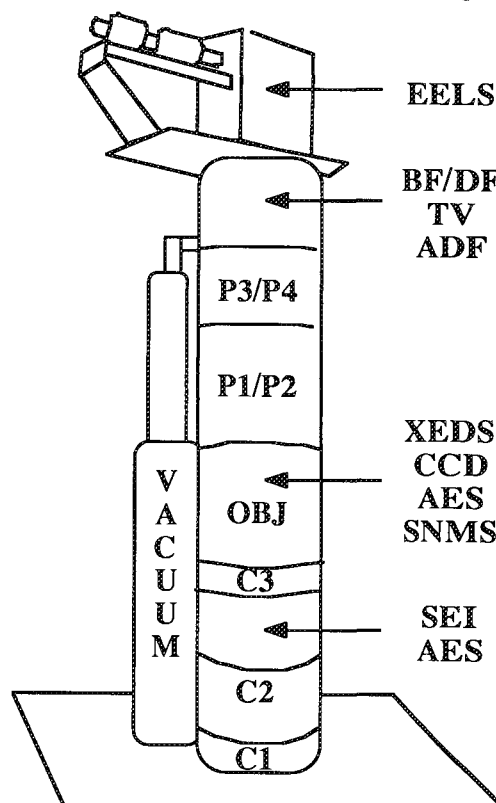 EELS
BF/DF
TV
ADF
P3/P4
P1/P2
XEDS
CCD
AES
SNMS
OBJ
VACUUM
C3
SEI
AES
C2
C1